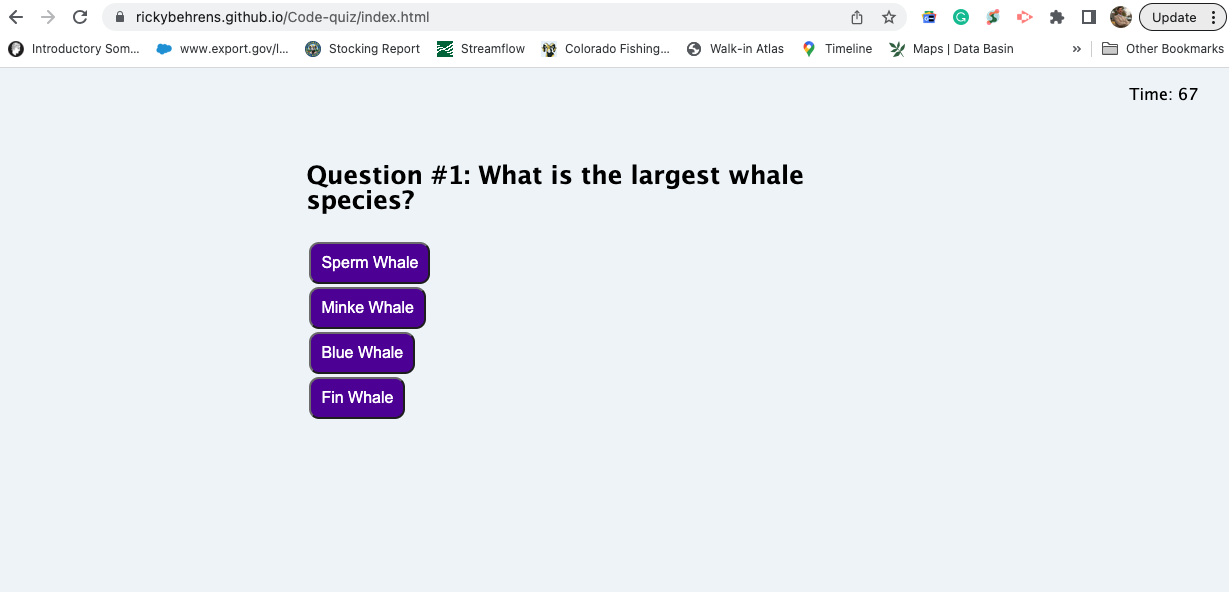 rickybehrens.github.io/Code-quiz/index.html
Update
Introductory Som...
www.export.gov/l...
Stocking Report
Streamflow
Colorado Fishing...
Walk-in Atlas
Timeline
Maps | Data Basin
»
Other Bookmarks
Time: 67
Question #1: What is the largest whale
species?
Sperm Whale
Minke Whale
Blue Whale
Fin Whale